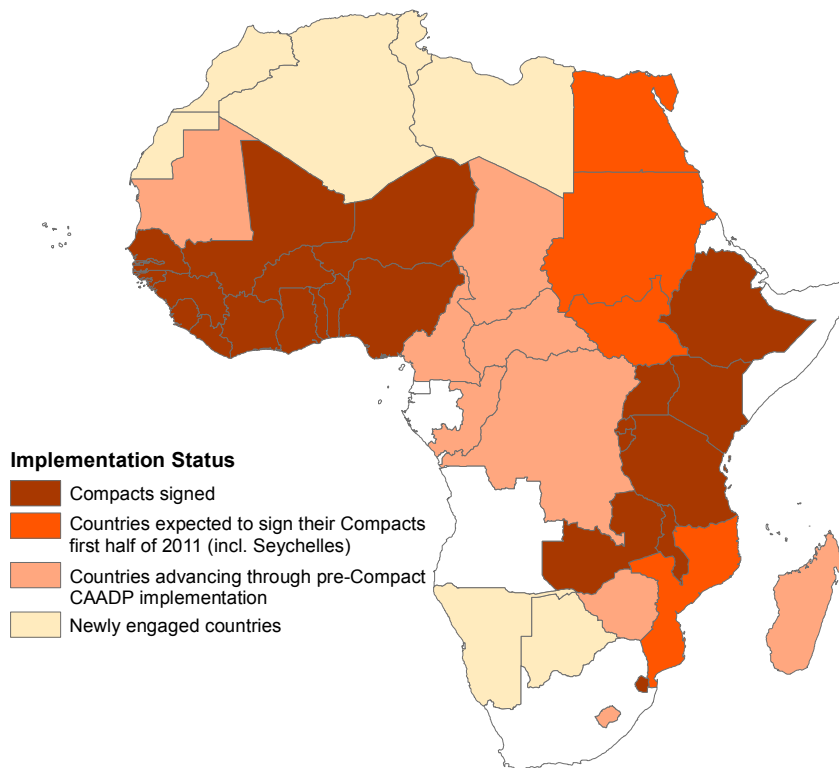 Implementation Status
Compacts signed
Countries expected to sign their Compacts
first half of 2011 (incl. Seychelles)
Countries advancing through pre-Compact
CAADP implementation
Newly engaged countries